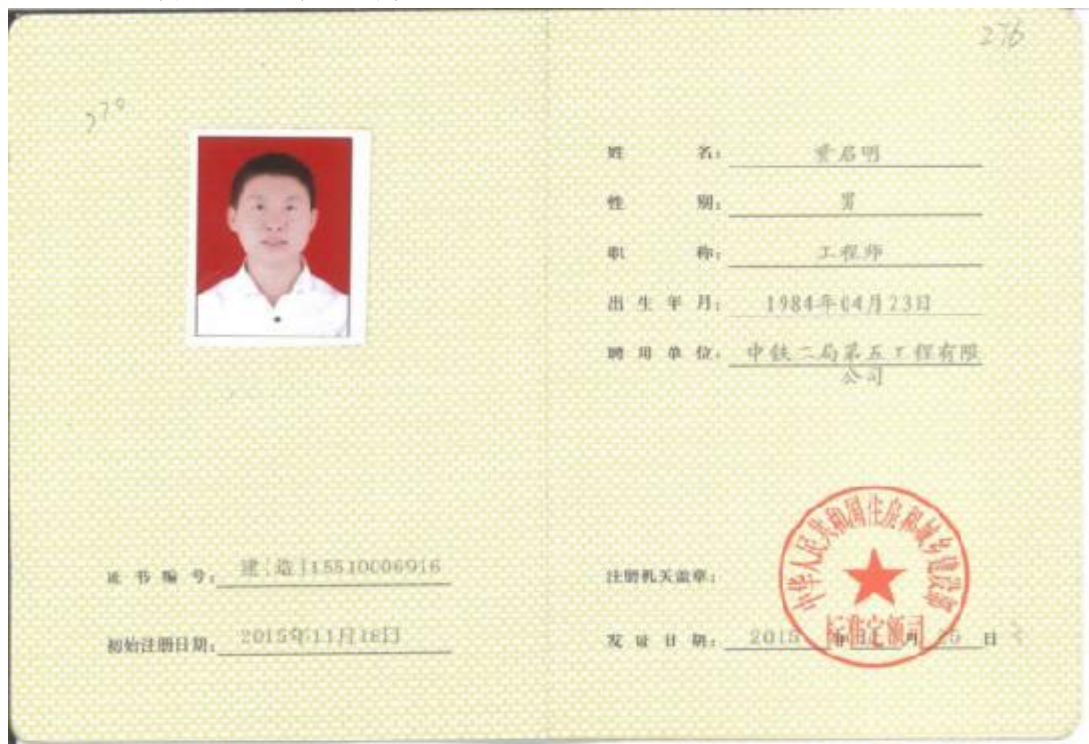 276
270
姓 名:黄启明
性 别:男
职 称:工程师
出 生 年 月:1984年04月23日
聘 用 单 位:中铁二局第五工程有限
公司
证 书 编 号:建[造]15510006916
初始注册日期:2015年11月18日
注册机关盖章:
中华人民共和国住房和城乡建设部
标准定额司
发 证 日 期:2015 年 月 25 日